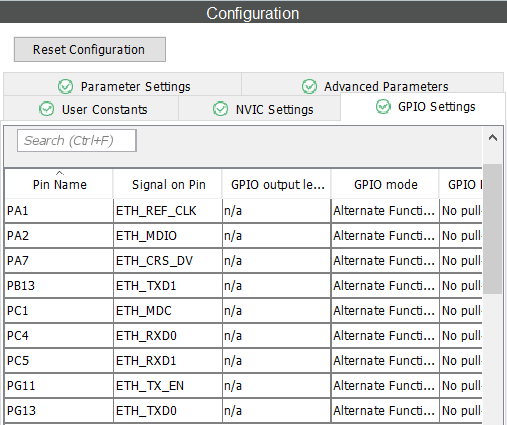 Configuration
Reset Configuration
Parameter Settings Advanced Parameters
User Constants NVIC Settings GPIO Settings
Search (Ctrl+F)
Pin Name Signal on Pin GPIO output le... GPIO mode GPIO
PA1 ETH_REF_CLK n/a Alternate Functi... No pull
PA2 ETH_MDIO n/a Alternate Functi... No pull
PA7 ETH_CRS_DV n/a Alternate Functi... No pull
PB13 ETH_TXD1 n/a Alternate Functi... No pull
PC1 ETH_MDC n/a Alternate Functi... No pull
PC4 ETH_RXD0 n/a Alternate Functi... No pull
PC5 ETH_RXD1 n/a Alternate Functi... No pull
PG11 ETH_TX_EN n/a Alternate Functi... No pull
PG13 ETH_TXD0 n/a Alternate Functi... No pull